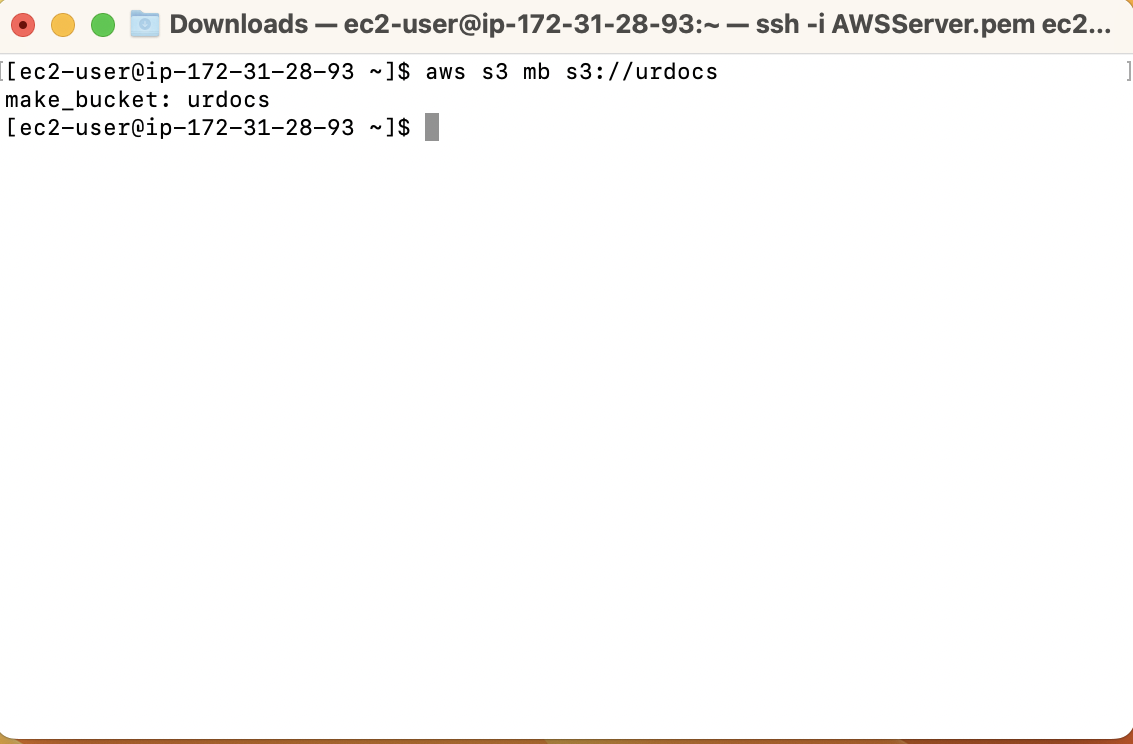 Downloads — ec2-user@ip-172-31-28-93:~ — ssh -i AWSServer.pem ec2...
[[ec2-user@ip-172-31-28-93 ~]$ aws s3 mb s3://urdocs ]
make_bucket: urdocs
[ec2-user@ip-172-31-28-93 ~]$